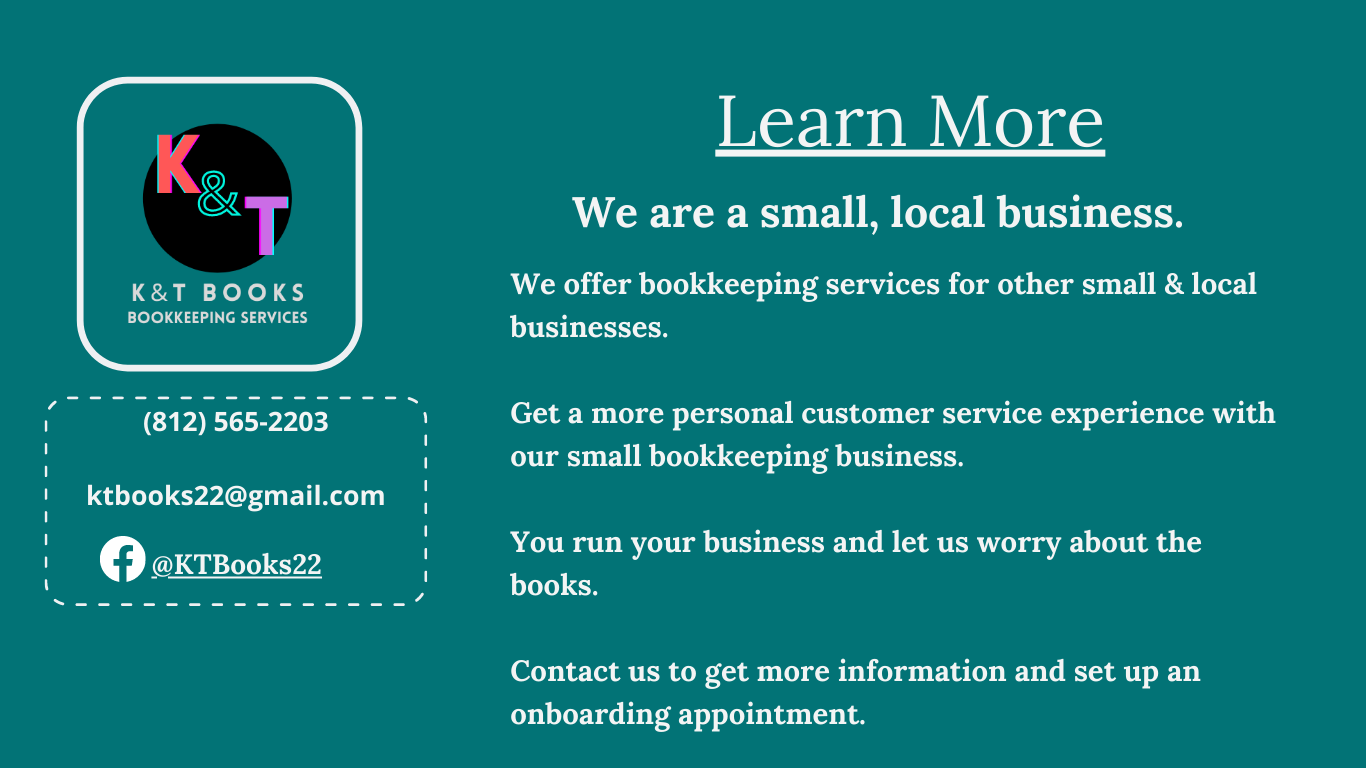 K&T
K&T BOOKS
BOOKKEEPING SERVICES
(812) 565-2203
ktbooks22@gmail.com
@KTBooks22
Learn More
We are a small, local business.
We offer bookkeeping services for other small & local
businesses.
Get a more personal customer service experience with
our small bookkeeping business.
You run your business and let us worry about the
books.
Contact us to get more information and set up an
onboarding appointment.